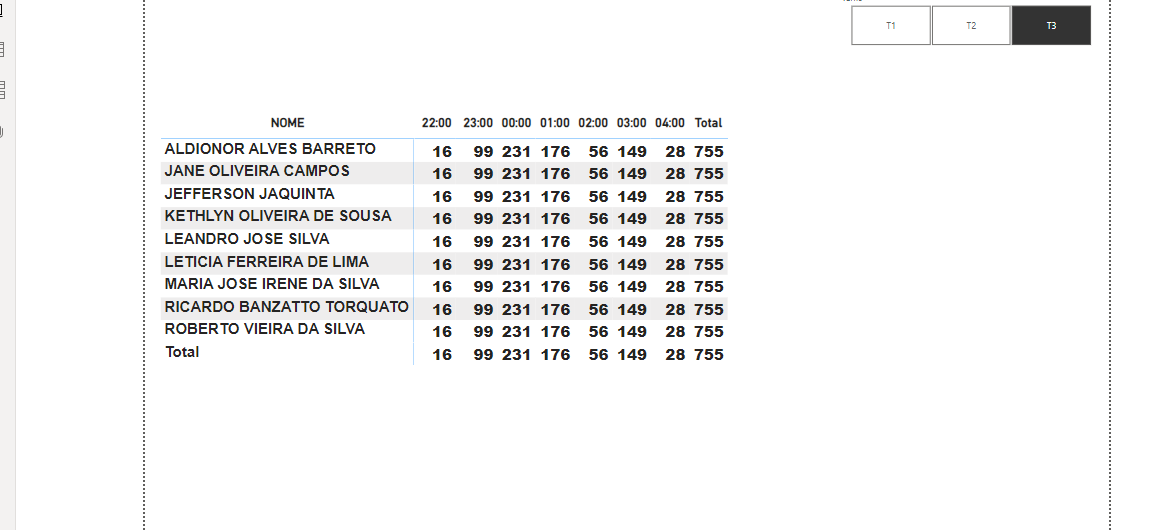 T1 T2 T3
NOME 22:00 23:00 00:00 01:00 02:00 03:00 04:00 Total
ALDIONOR ALVES BARRETO 16 99 231 176 56 149 28 755
JANE OLIVEIRA CAMPOS 16 99 231 176 56 149 28 755
JEFFERSON JAQUINTA 16 99 231 176 56 149 28 755
KETHLYN OLIVEIRA DE SOUSA 16 99 231 176 56 149 28 755
LEANDRO JOSE SILVA 16 99 231 176 56 149 28 755
LETICIA FERREIRA DE LIMA 16 99 231 176 56 149 28 755
MARIA JOSE IRENE DA SILVA 16 99 231 176 56 149 28 755
RICARDO BANZATTO TORQUATO 16 99 231 176 56 149 28 755
ROBERTO VIEIRA DA SILVA 16 99 231 176 56 149 28 755
Total 16 99 231 176 56 149 28 755